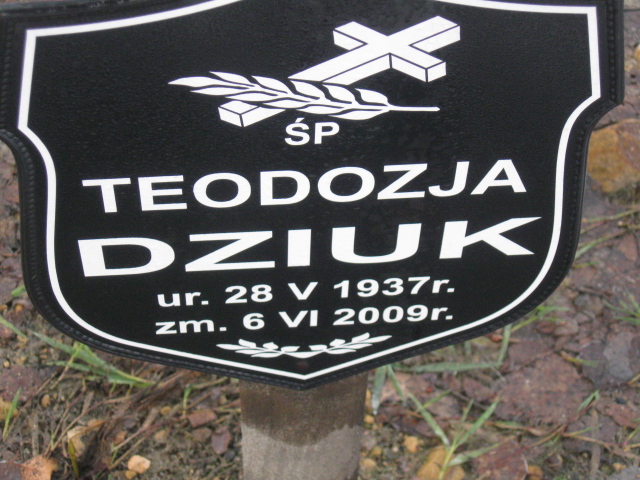 ŚP
TEODOZJA
DZIUK
ur. 28 V 1937r.
zm. 6 VI 2009r.